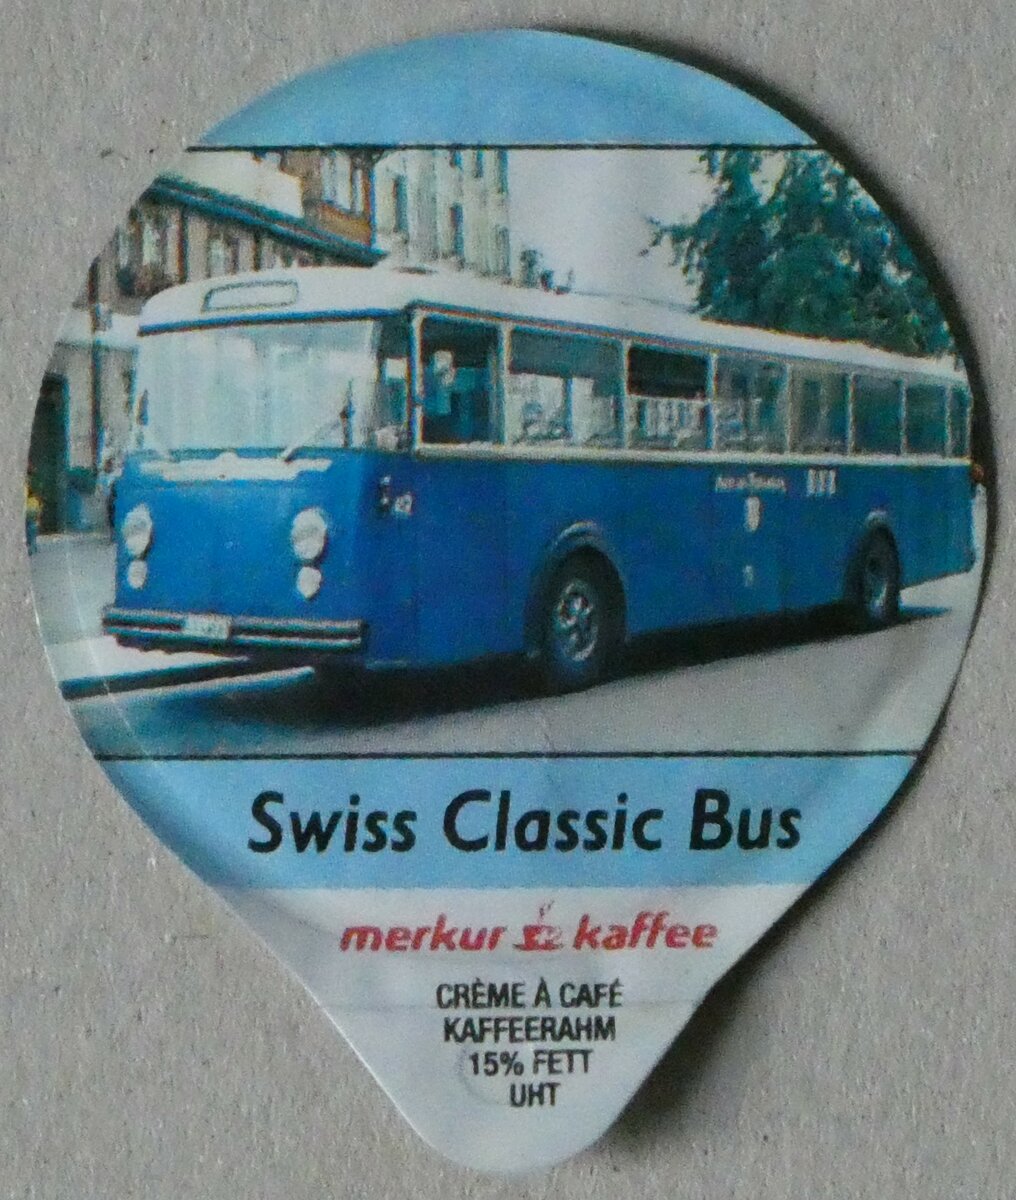 Swiss Classic Bus
merkur kaffee
CRÈME À CAFÉ
KAFFEERAHM
15% FETT
UHT